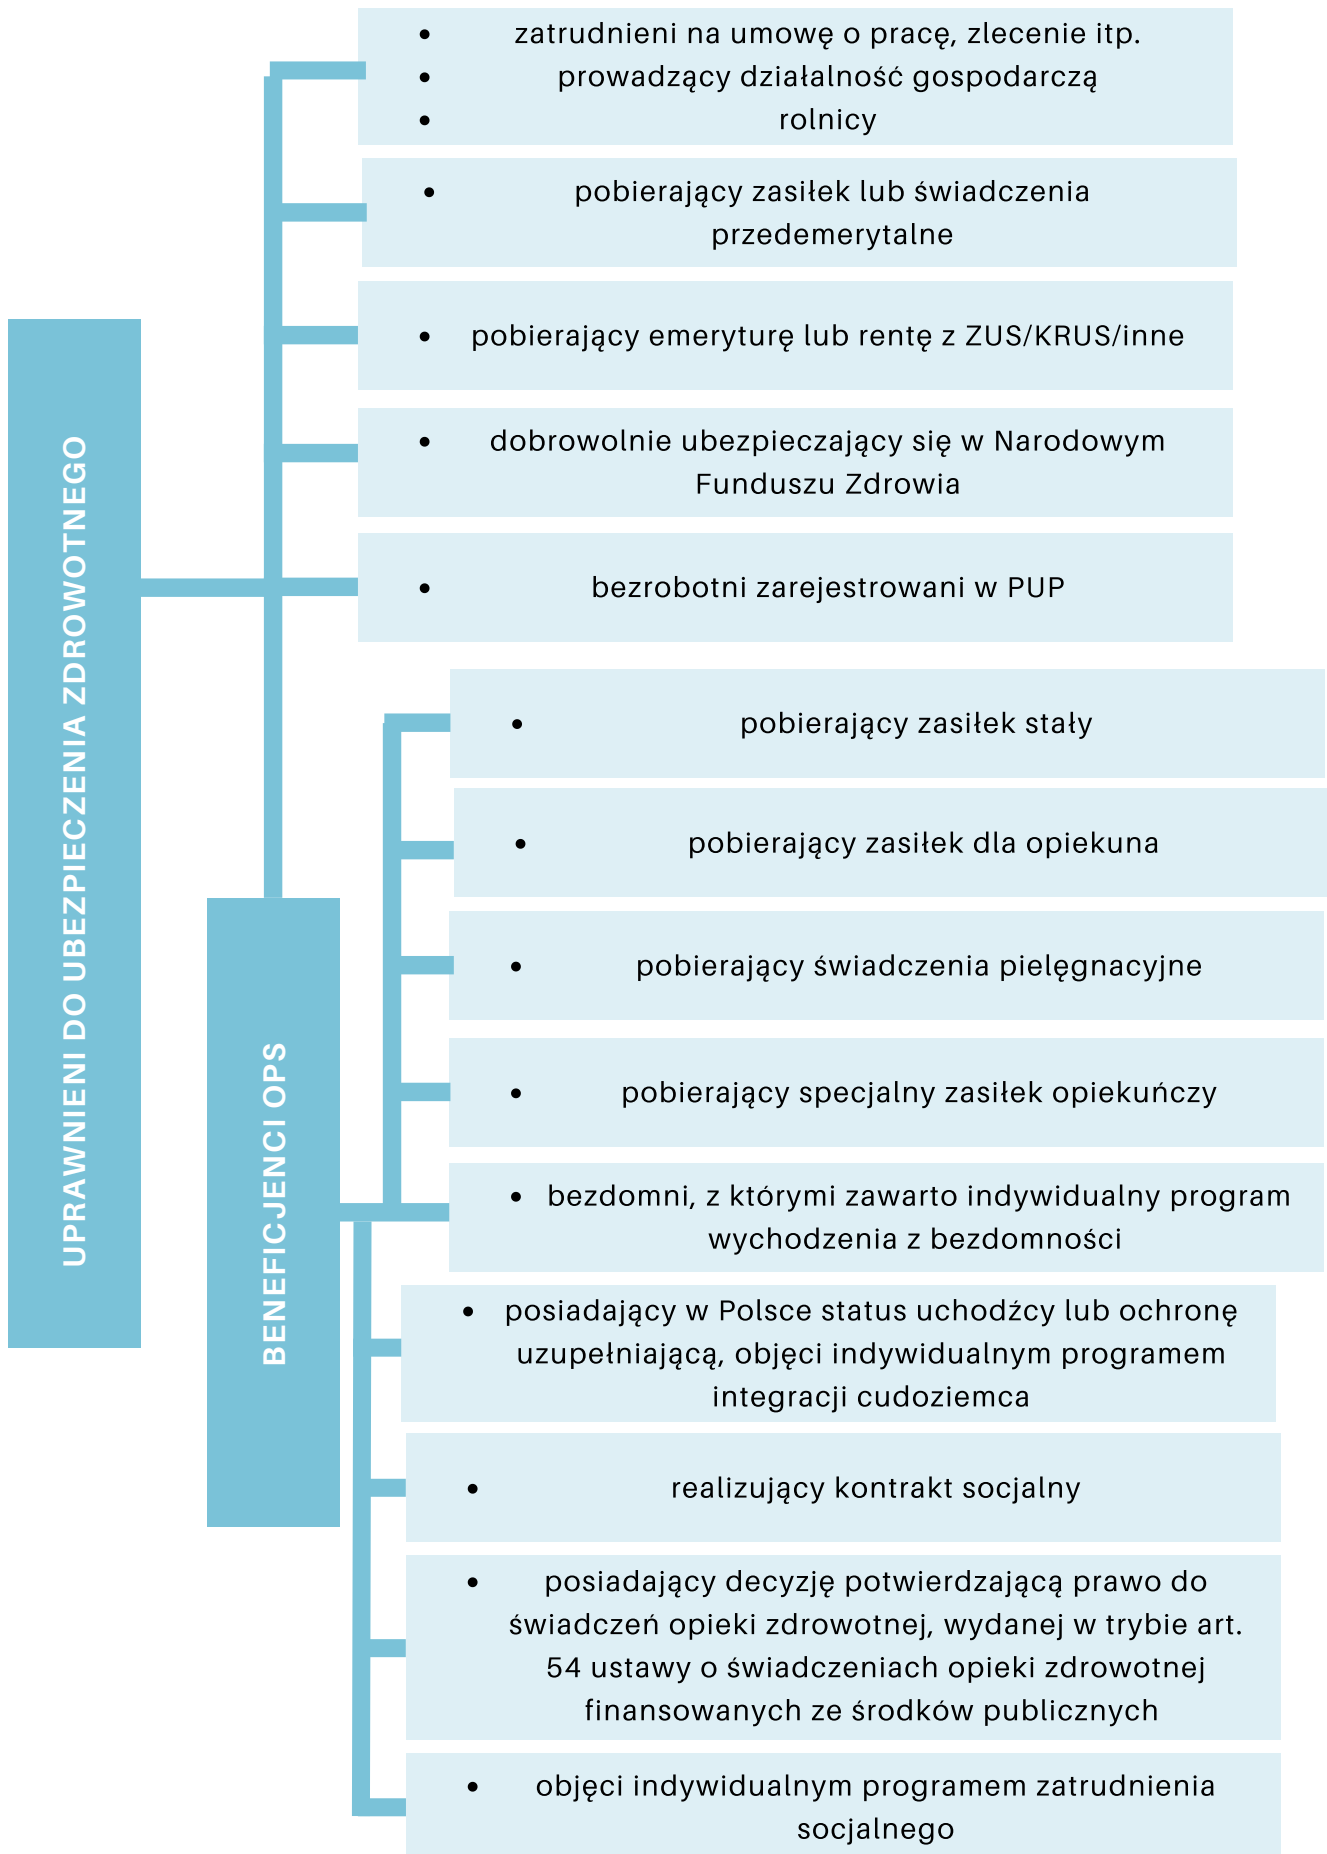 UPRAWNIENI DO UBEZPIECZENIA ZDROWOTNEGO
• zatrudnieni na umowę o pracę, zlecenie itp.
• prowadzący działalność gospodarczą
• rolnicy
• pobierający zasiłek lub świadczenia
przedemerytalne
• pobierający emeryturę lub rentę z ZUS/KRUS/inne
• dobrowolnie ubezpieczający się w Narodowym
Funduszu Zdrowia
• bezrobotni zarejestrowani w PUP
BENEFICJENCI OPS
• pobierający zasiłek stały
• pobierający zasiłek dla opiekuna
• pobierający świadczenia pielęgnacyjne
• pobierający specjalny zasiłek opiekuńczy
• bezdomni, z którymi zawarto indywidualny program
wychodzenia z bezdomności
• posiadający w Polsce status uchodźcy lub ochronę
uzupełniającą, objęci indywidualnym programem
integracji cudoziemca
• realizujący kontrakt socjalny
• posiadający decyzję potwierdzającą prawo do
świadczeń opieki zdrowotnej, wydanej w trybie art.
54 ustawy o świadczeniach opieki zdrowotnej
finansowanych ze środków publicznych
• objęci indywidualnym programem zatrudnienia
socjalnego